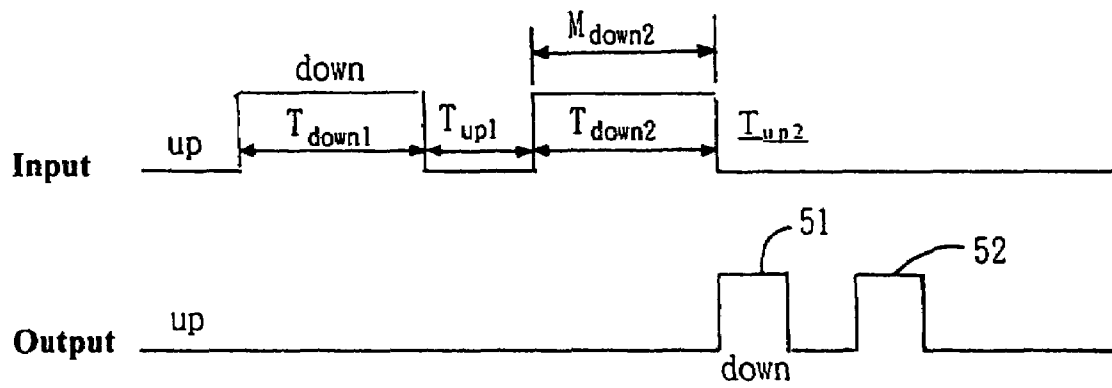 M_down2
down
up
T_down1
T_up1
T_down2
T_up2
Input
51
52
up
Output
down